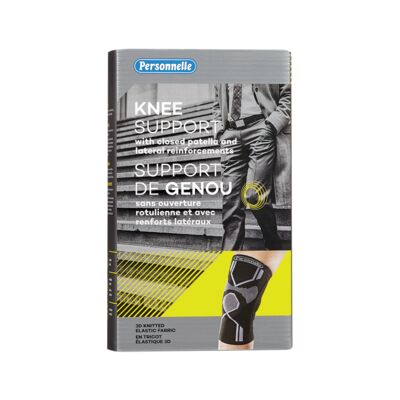 Personnelle
KNEE
SUPPORT
with closed patella and
lateral reinforcements
SUPPORT
DE GENOU
sans ouverture
rotulienne et avec
renforts latéraux
3D KNITTED
ELASTIC FABRIC
EN TRICOT
ÉLASTIQUE 3D